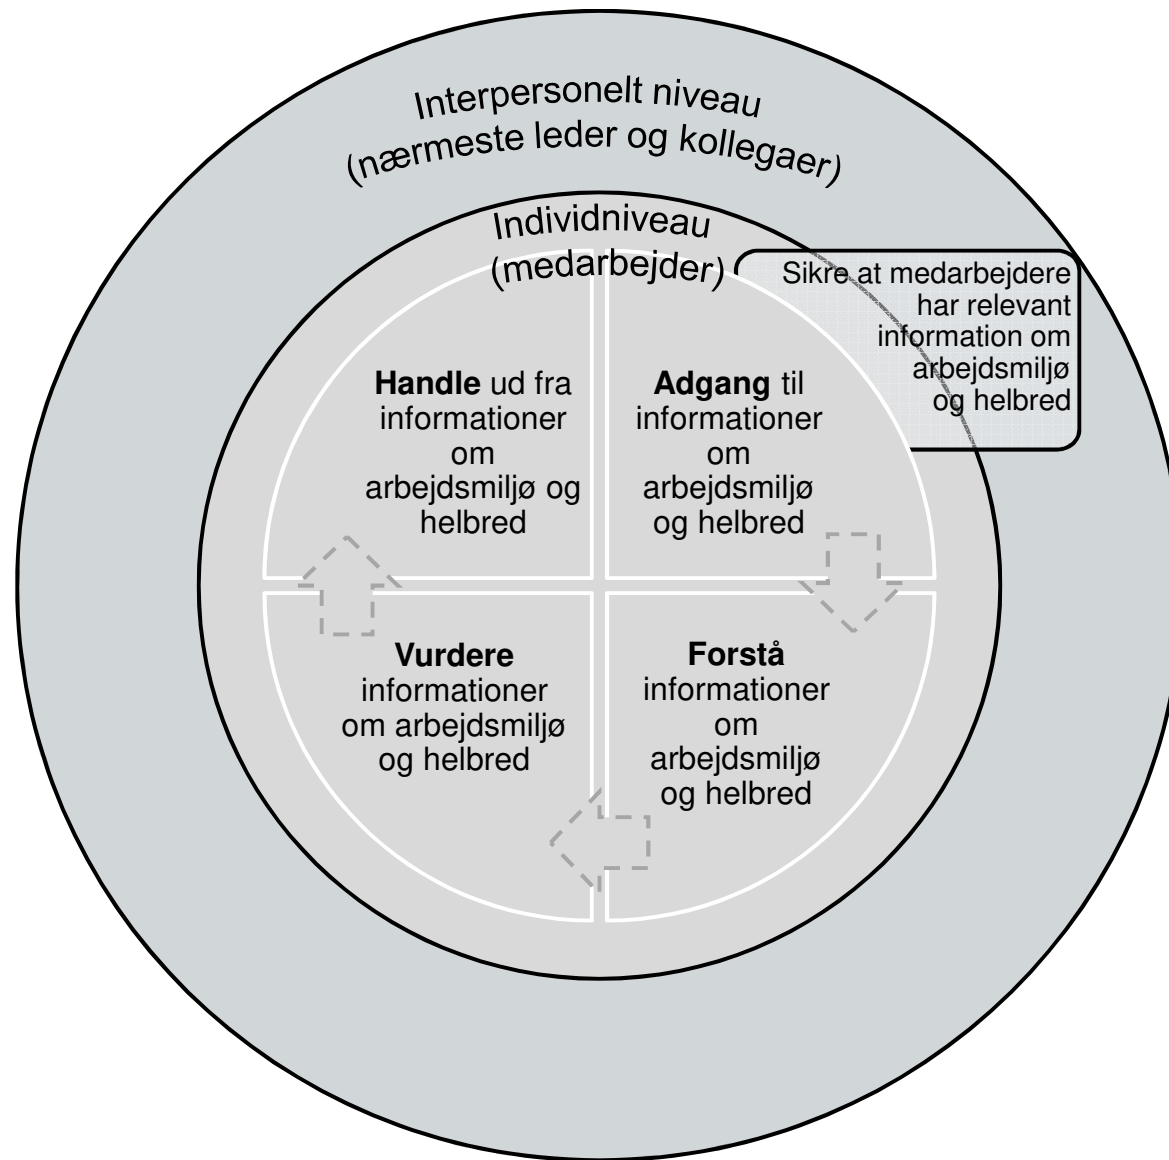 Interpersonelt niveau
(nærmeste leder og kollegaer)
Individniveau
(medarbejder)
Sikre at medarbejdere
har relevant
information om
arbejdsmiljø
og helbred
Handle ud fra
informationer
om
arbejdsmiljø og
helbred
Adgang til
informationer
om
arbejdsmiljø
og helbred
Vurdere
informationer
om arbejdsmiljø
og helbred
Forstå
informationer
om
arbejdsmiljø
og helbred